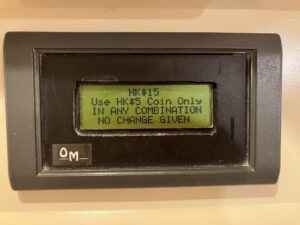 HK$15
Use HK$5 Coin Only
IN ANY COMBINATION
NO CHANGE GIVEN
OM